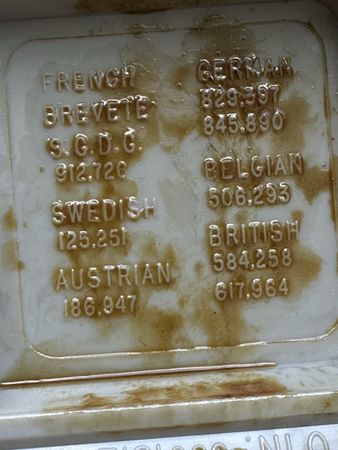 FRENCH
BREVETE
S.G.D.G.
912.720
SWEDISH
125.251
AUSTRIAN
186.947
GERMAN
829.397
845.890
BELGIAN
506.293
BRITISH
584.258
617.964